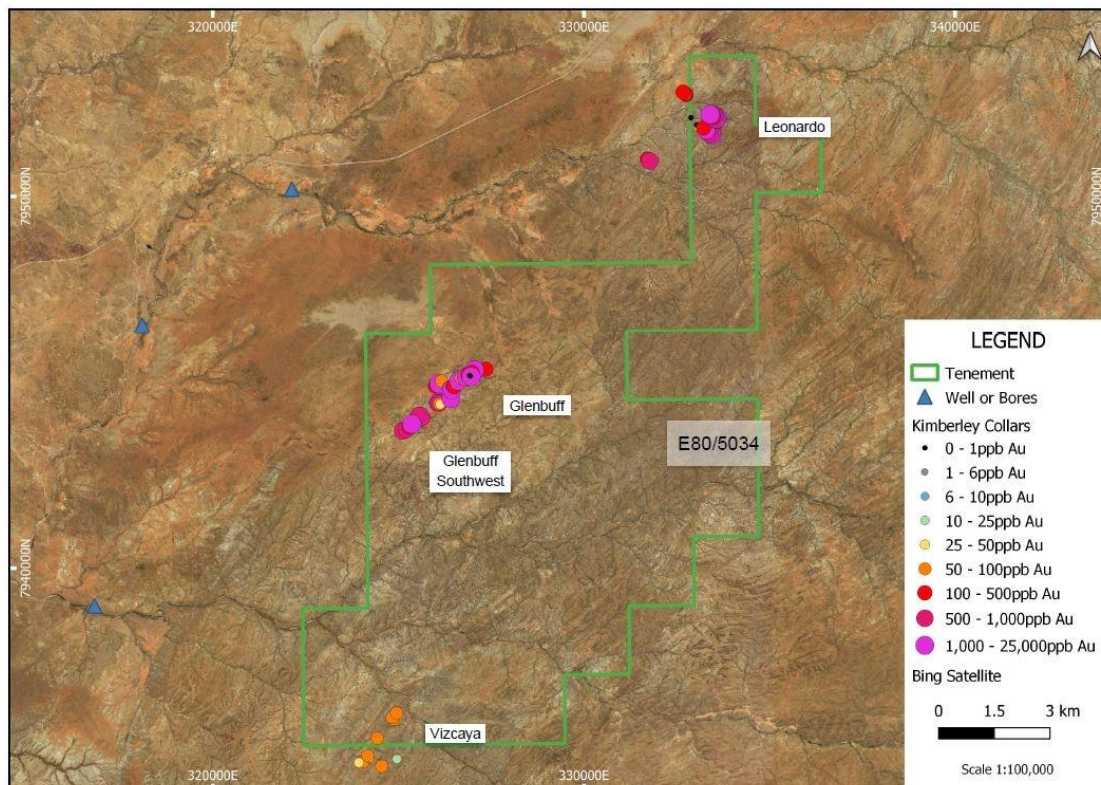 320000E
330000E
340000E
7950000N
7950000N
Leonardo
Glenbuff
Glenbuff
Southwest
E80/5034
7940000N
Vizcaya
320000E
330000E
LEGEND
Tenement
Well or Bores
Kimberley Collars
0 - 1ppb Au
1 - 6ppb Au
6 - 10ppb Au
10 - 25ppb Au
25 - 50ppb Au
50 - 100ppb Au
100 - 500ppb Au
500 - 1,000ppb Au
1,000 - 25,000ppb Au
Bing Satellite
0 1.5 3 km
Scale 1:100,000